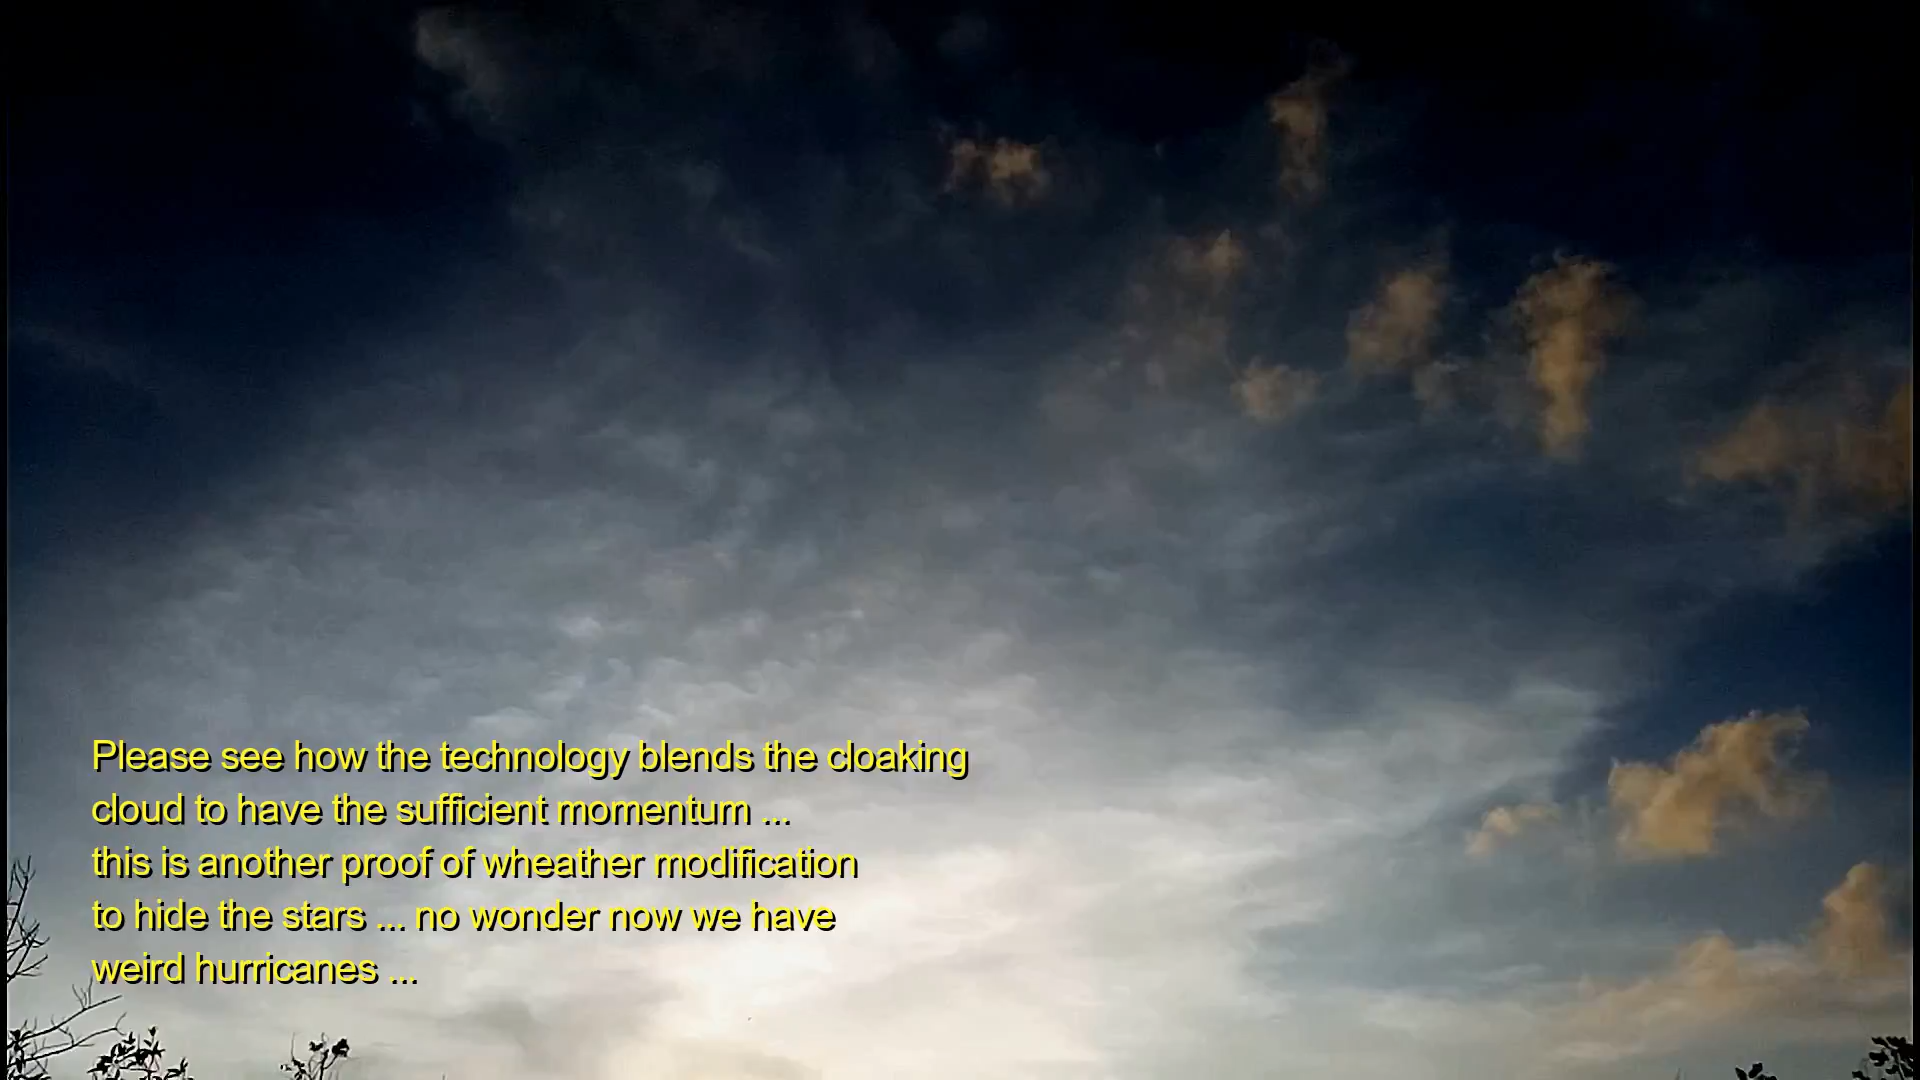 Please see how the technology blends the cloaking
cloud to have the sufficient momentum ...
this is another proof of wheather modification
to hide the stars ... no wonder now we have
weird hurricanes ...